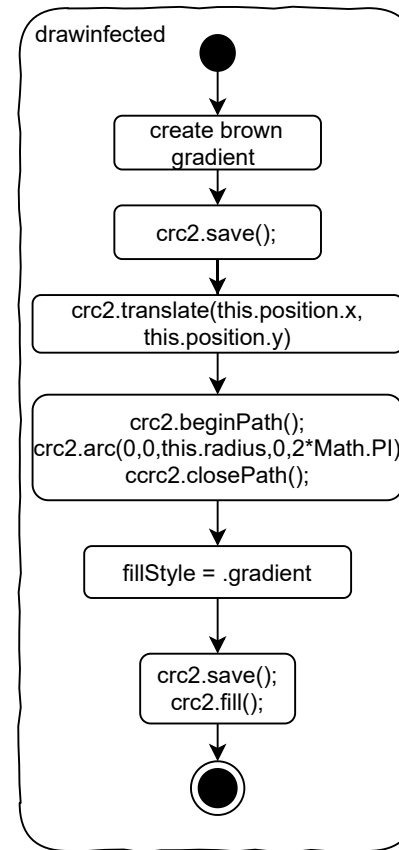 drawinfected
create brown
gradient
crc2.save();
crc2.translate(this.position.x,
this.position.y)
crc2.beginPath();
crc2.arc(0,0,this.radius,0,2*Math.PI)
ccrc2.closePath();
fillStyle = .gradient
crc2.save();
crc2.fill();